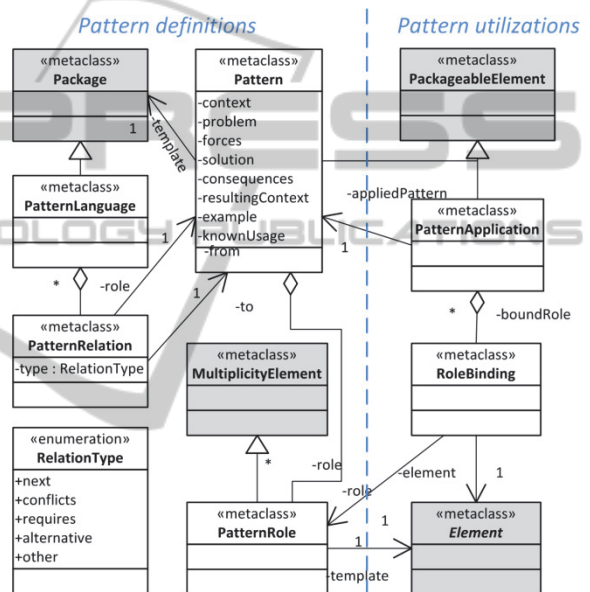 Pattern definitions
Pattern utilizations
«metaclass»
Package
1
«metaclass»
Pattern
-context
-problem
-forces
-solution
-consequences
-resultingContext
-example
-knownUsage
-from
-template
«metaclass»
PackageableElement
«metaclass»
PatternLanguage
1
*
-role
1
-to
-appliedPattern
1
«metaclass»
PatternApplication
*
-boundRole
«metaclass»
PatternRelation
-type : RelationType
«metaclass»
MultiplicityElement
*
-role
«metaclass»
RoleBinding
-element
1
-role
«enumeration»
RelationType
+next
+conflicts
+requires
+alternative
+other
«metaclass»
PatternRole
1
1
-template
«metaclass»
Element
PRESS
OLOGY PUBLICATIONS